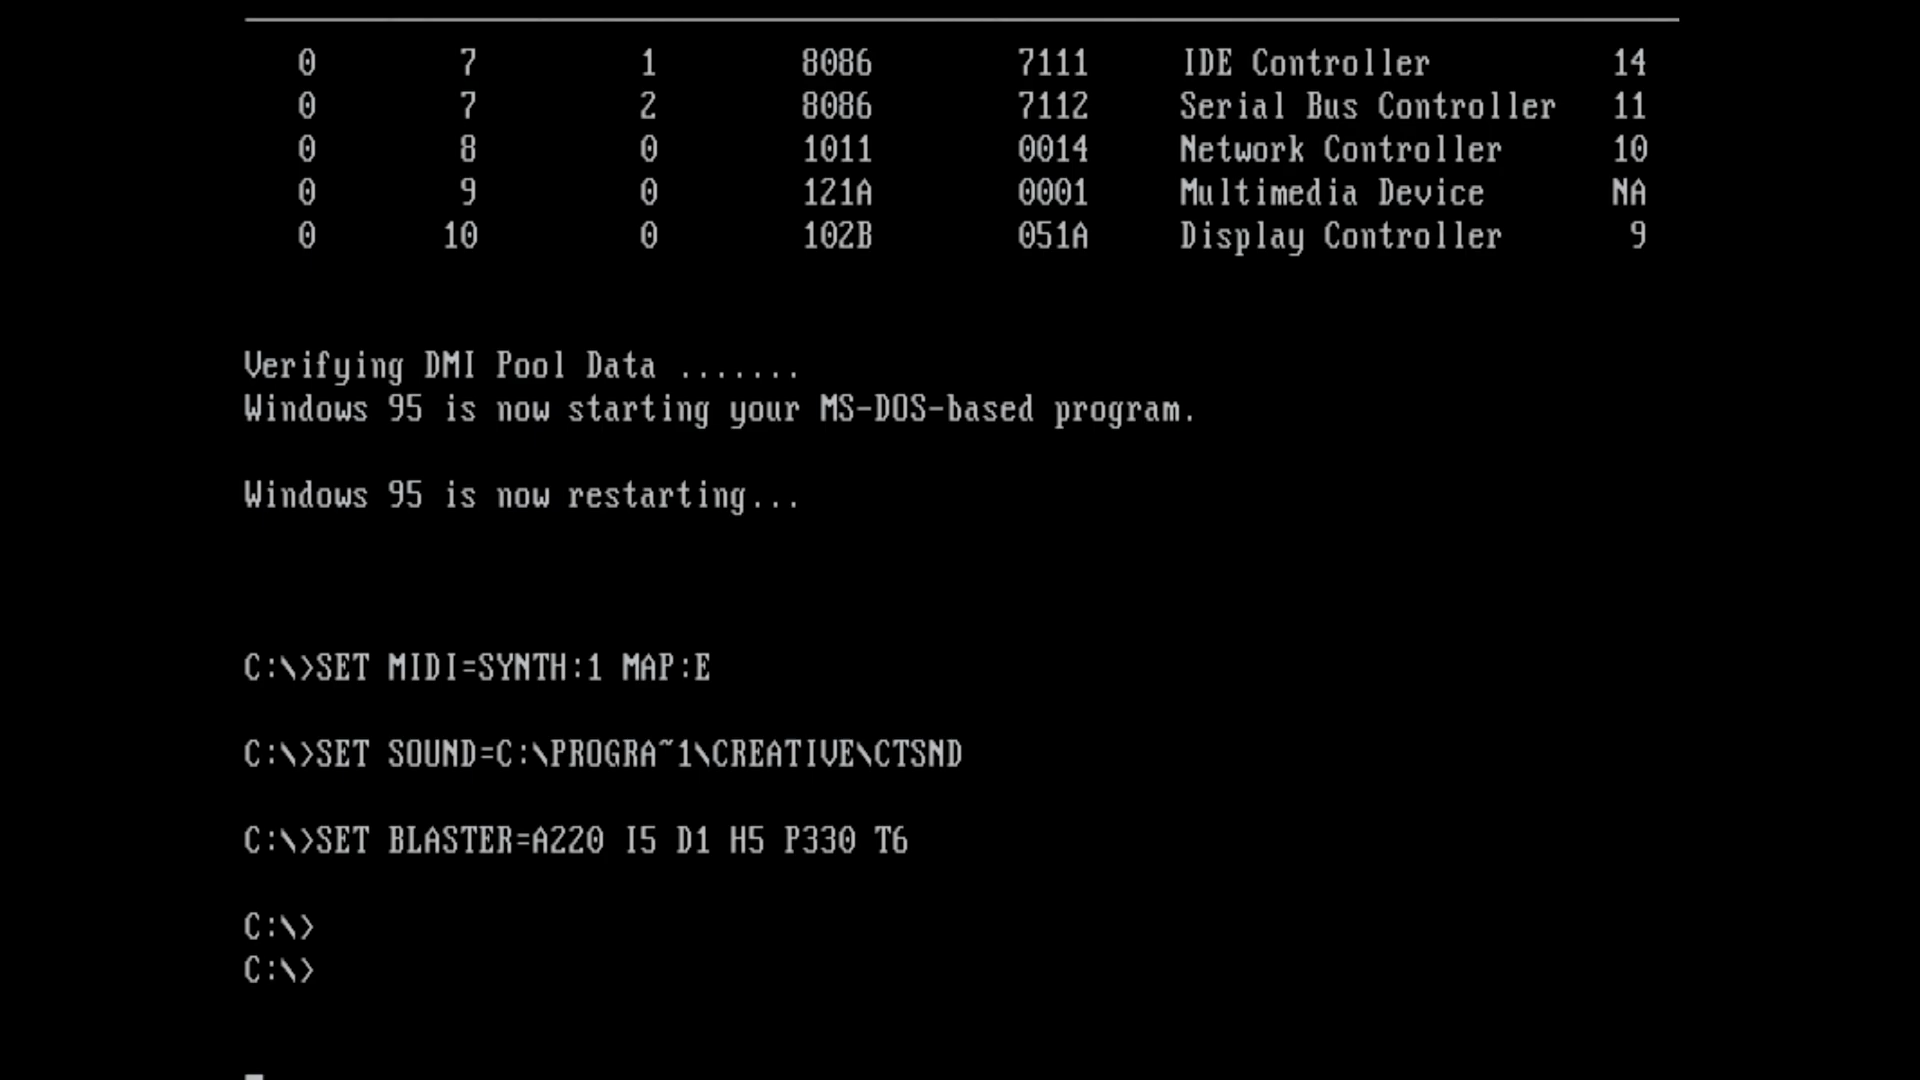 0 7 1 8086 7111 IDE Controller 14
0 7 2 8086 7112 Serial Bus Controller 11
0 8 0 1011 0014 Network Controller 10
0 9 0 121A 0001 Multimedia Device NA
0 10 0 102B 051A Display Controller 9
Verifying DMI Pool Data .......
Windows 95 is now starting your MS-DOS-based program.
Windows 95 is now restarting...
C:\>SET MIDI=SYNTH:1 MAP:E
C:\>SET SOUND=C:\PROGRA~1\CREATIVE\CTSND
C:\>SET BLASTER=A220 I5 D1 H5 P330 T6
C:\>
C:\>